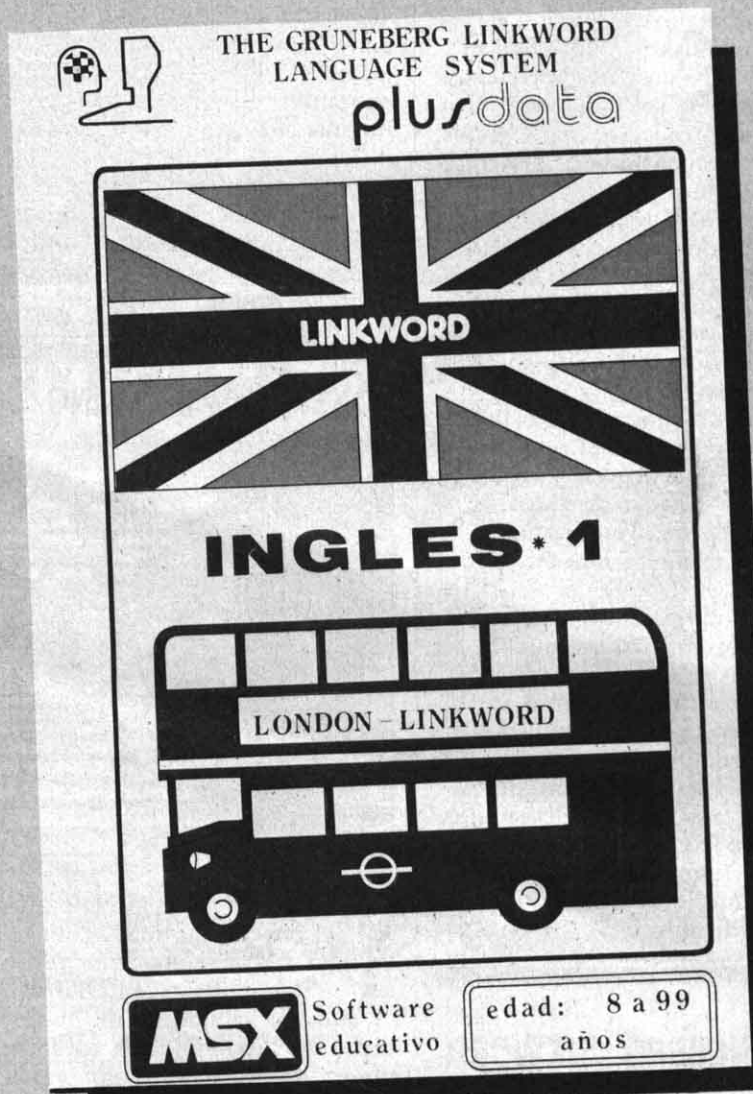 THE GRUNEBERG LINKWORD
LANGUAGE SYSTEM
plusdata
LINKWORD
INGLES * 1
LONDON – LINKWORD
MSX
Software
educativo
edad: 8 a 99
años